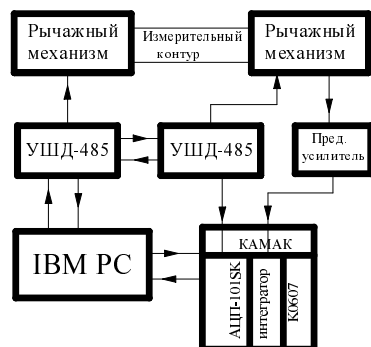 Рычажный
механизм
Измерительный
контур
Рычажный
механизм
УШД-485
УШД-485
Пред.
усилитель
IBM PC
КАМАК
АЦП-101SK
интегратор
К0607